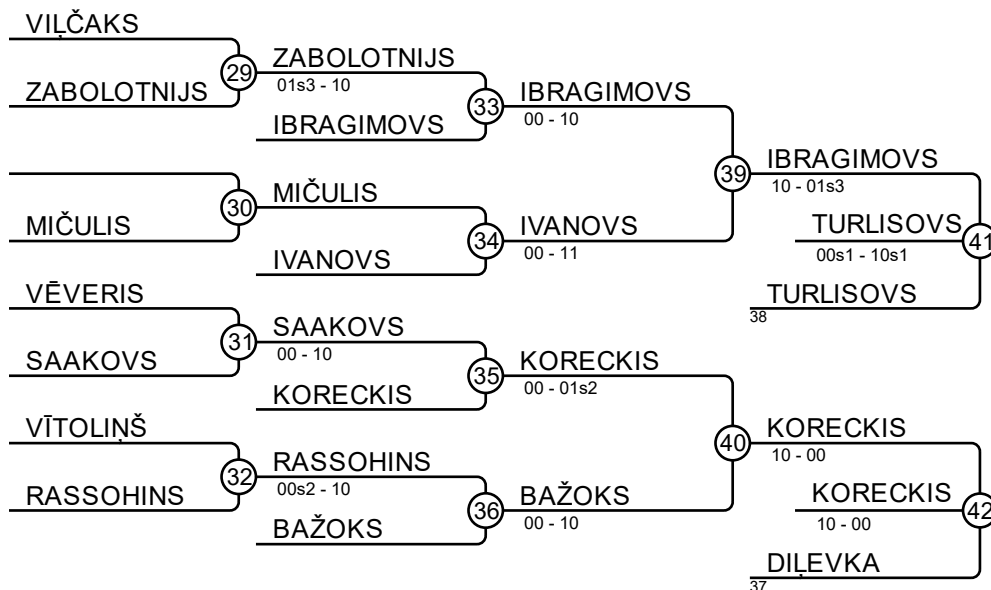 VIĻČAKS
29
ZABOLOTNIJS
01s3 - 10
ZABOLOTNIJS
33
IBRAGIMOVS
00 - 10
IBRAGIMOVS
39
IBRAGIMOVS
10 - 01s3
30
MIČULIS
MIČULIS
34
IVANOVS
00 - 11
IVANOVS
TURLISOVS
00s1 - 10s1
41
TURLISOVS
38
VĒVERIS
31
SAAKOVS
00 - 10
SAAKOVS
35
KORECKIS
00 - 01s2
KORECKIS
40
KORECKIS
10 - 00
VĪTOLIŅŠ
32
RASSOHINS
00s2 - 10
RASSOHINS
36
BAŽOKS
00 - 10
BAŽOKS
KORECKIS
10 - 00
42
DIĻEVKA
37